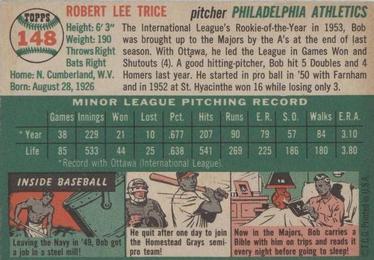 TOPPS
148
ROBERT LEE TRICE pitcher PHILADELPHIA ATHLETICS
Height: 6' 3"
Weight: 190
Throws Right
Bats Right
Home: N. Cumberland, W.V.
Born: August 28, 1926
The International League's Rookie-of-the-Year in 1953, Bob
was brought up to the Majors by the A's at the end of last
season. With Ottawa, he led the League in Games Won and
Shutouts (4). A good hitting-pitcher, Bob hit 5 Doubles and 4
Homers last year. He started in pro ball in '50 with Farnham
and in 1952 at St. Hyacinthe won 16 while losing only 3.
MINOR LEAGUE PITCHING RECORD
Games Innings Won Lost Pct. Hits Runs E.R. S.O. Walks E.R.A.
* Year 38 229 21 10 .677 207 90 79 57 84 3.10
Life 85 533 44 25 .638 541 269 225 186 180 3.80
*Record with Ottawa (International League).
INSIDE BASEBALL
Leaving the Navy in '49, Bob got
a job in a steel mill!
He quit after one day to join
the Homestead Grays semi-
pro team!
Now in the Majors, Bob carries a
Bible with him on trips and reads it
every night before going to sleep!